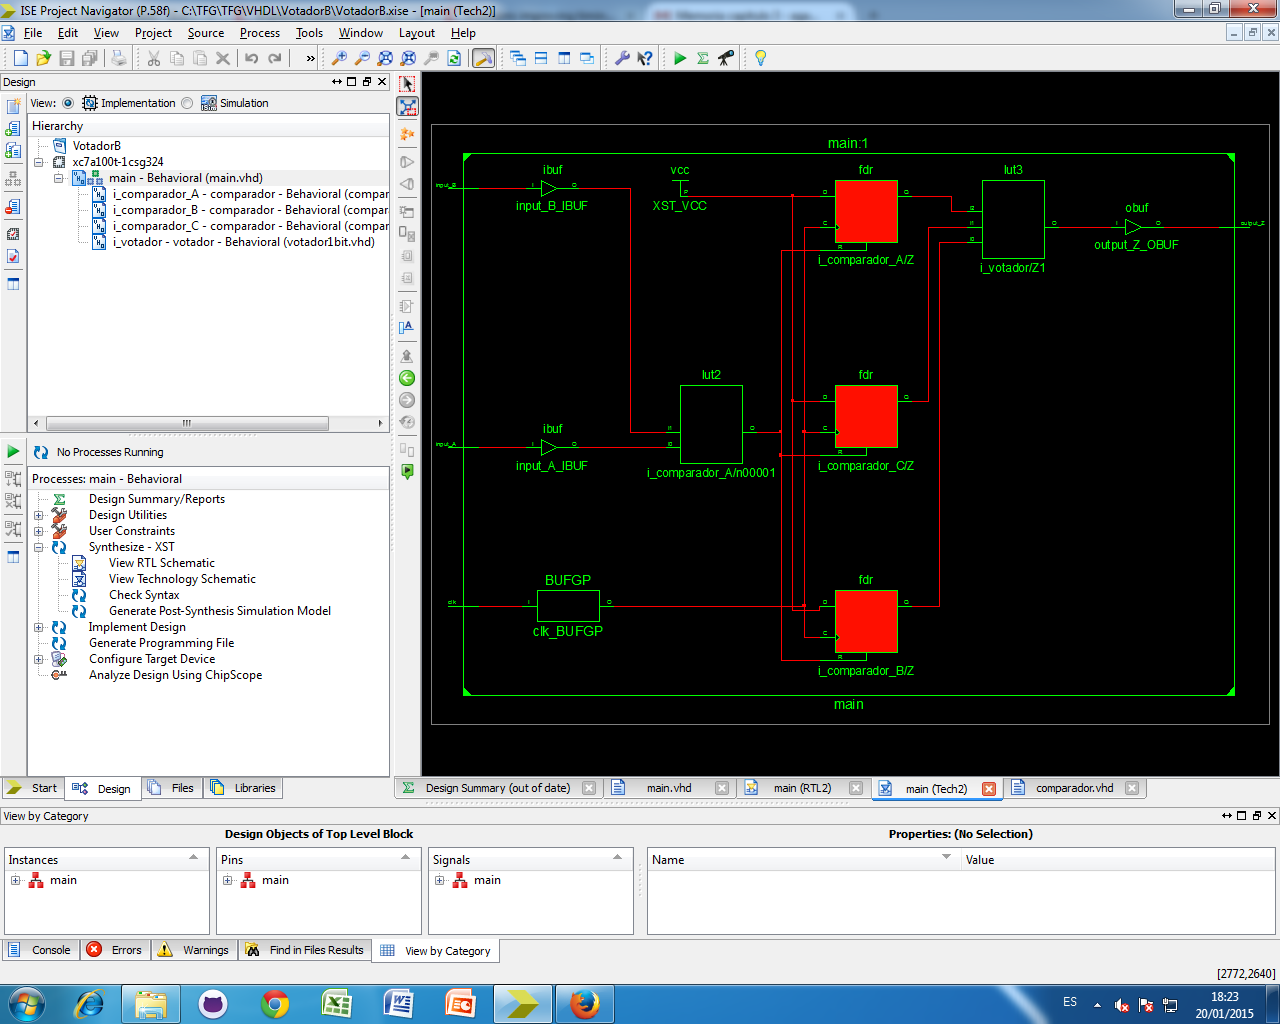 ISE Project Navigator (P.58f) - C:\TFG\TFG\VHDL\VotadorB\VotadorB.xise - [main (Tech2)]
File Edit View Project Source Process Tools Window Layout Help
»
Design
View: Implementation Simulation
Hierarchy
VotadorB
xc7a100t-1csg324
main - Behavioral (main.vhd)
i_comparador_A - comparador - Behavioral (compar
i_comparador_B - comparador - Behavioral (compar
i_comparador_C - comparador - Behavioral (compar
i_votador - votador - Behavioral (votador1bit.vhd)
No Processes Running
Processes: main - Behavioral
Design Summary/Reports
Design Utilities
User Constraints
Synthesize - XST
View RTL Schematic
View Technology Schematic
Check Syntax
Generate Post-Synthesis Simulation Model
Implement Design
Generate Programming File
Configure Target Device
Analyze Design Using ChipScope
Start Design Files Libraries
main:1
ibuf
input_B
input_B_IBUF
vcc
XST_VCC
fdr
i_comparador_A/Z
lut3
i_votador/Z1
obuf
output_Z_OBUF
output_Z
lut2
i_comparador_A/n00001
fdr
i_comparador_C/Z
ibuf
input_A
input_A_IBUF
BUFGP
clk
clk_BUFGP
fdr
i_comparador_B/Z
main
Design Summary (out of date) main.vhd main (RTL2) main (Tech2) comparador.vhd
View by Category
Design Objects of Top Level Block
Properties: (No Selection)
Instances Pins Signals Name Value
main main main
Console Errors Warnings Find in Files Results View by Category
[2772,2640]
ES
18:23
20/01/2015